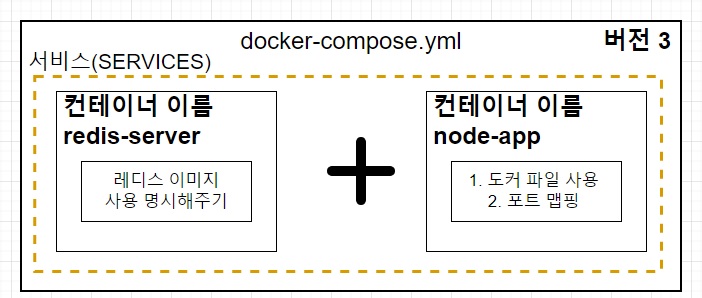 docker-compose.yml
버전 3
서비스(SERVICES)
컨테이너 이름
redis-server
레디스 이미지
사용 명시해주기
컨테이너 이름
node-app
1. 도커 파일 사용
2. 포트 맵핑